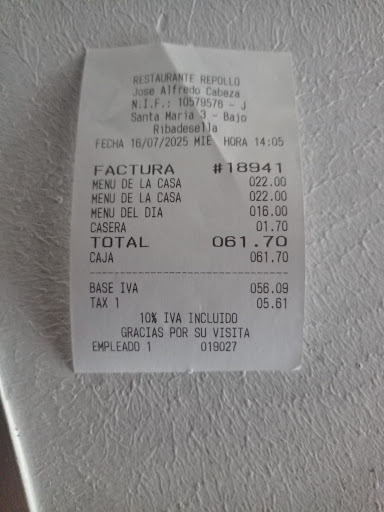 RESTAURANTE REPOLLO
Jose Alfredo Cabeza
N.I.F.: 10579576 - J
Santa Maria 3 - Bajo
Ribadesella
FECHA 16/07/2025 MIE HORA 14:05
FACTURA #18941
MENU DE LA CASA 022.00
MENU DE LA CASA 022.00
MENU DEL DIA 016.00
CASERA 01.70
TOTAL 061.70
CAJA 061.70
BASE IVA 056.09
TAX 1 05.61
10% IVA INCLUIDO
GRACIAS POR SU VISITA
EMPLEADO 1 019027